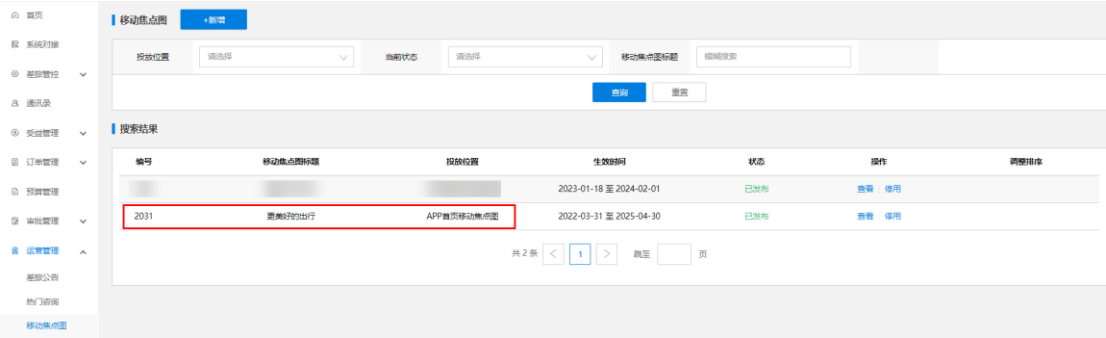 首页
系统对接
差旅管控
通讯录
受益管理
订单管理
预算管理
审批管理
运营管理
差旅公告
热门咨询
移动焦点图
移动焦点图 +新增
投放位置 请选择 当前状态 请选择 移动焦点图标题 模糊搜索
查询 重置
搜索结果
编号 移动焦点图标题 投放位置 生效时间 状态 操作 调整排序
2023-01-18 至 2024-02-01 已发布 查看 停用
2031 更美好的出行 APP首页移动焦点图 2022-03-31 至 2025-04-30 已发布 查看 停用
共 2 条 < 1 > 跳至 页